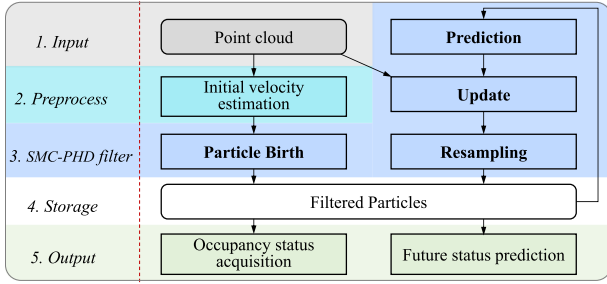 1. Input
Point cloud
Prediction
2. Preprocess
Initial velocity
estimation
Update
3. SMC-PHD filter
Particle Birth
Resampling
4. Storage
Filtered Particles
5. Output
Occupancy status
acquisition
Future status prediction